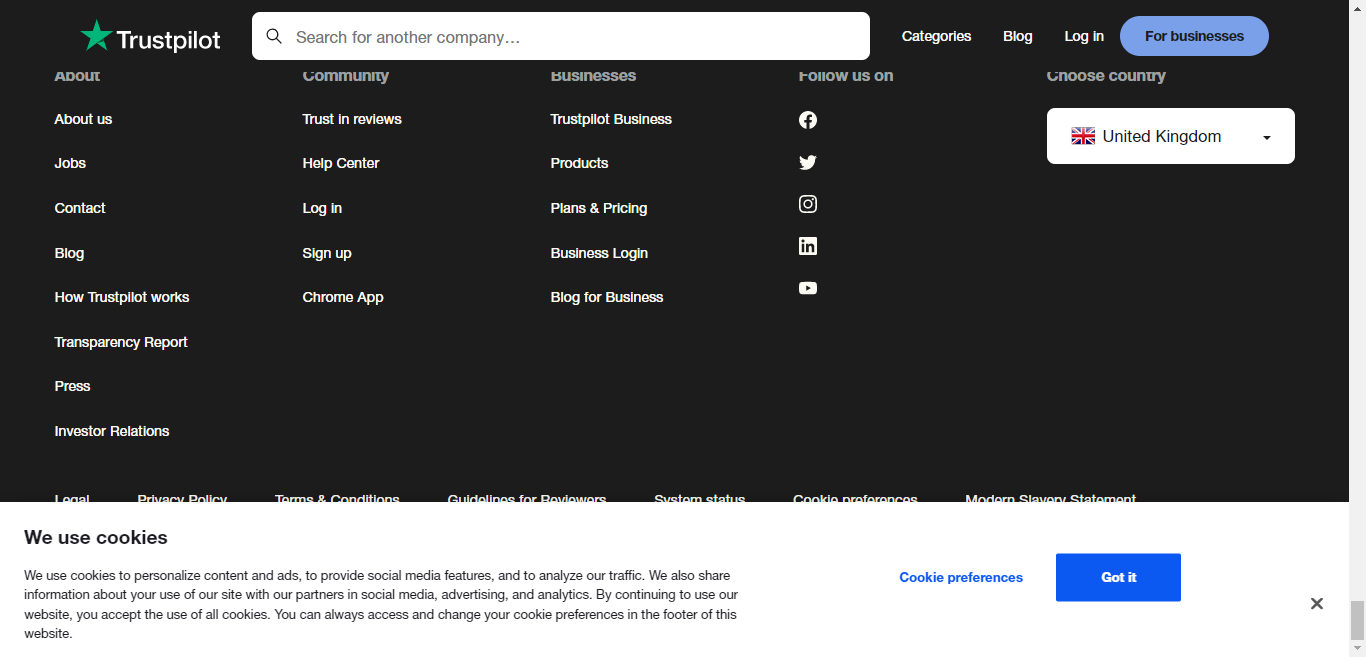 Trustpilot
Search for another company…
Categories
Blog
Log in
For businesses
About
About us
Jobs
Contact
Blog
How Trustpilot works
Transparency Report
Press
Investor Relations
Community
Trust in reviews
Help Center
Log in
Sign up
Chrome App
Businesses
Trustpilot Business
Products
Plans & Pricing
Business Login
Blog for Business
Follow us on
Choose country
United Kingdom
Legal
Privacy Policy
Terms & Conditions
Guidelines for Reviewers
System status
Cookie preferences
Modern Slavery Statement
We use cookies
We use cookies to personalize content and ads, to provide social media features, and to analyze our traffic. We also share
information about your use of our site with our partners in social media, advertising, and analytics. By continuing to use our
website, you accept the use of all cookies. You can always access and change your cookie preferences in the footer of this
website.
Cookie preferences
Got it